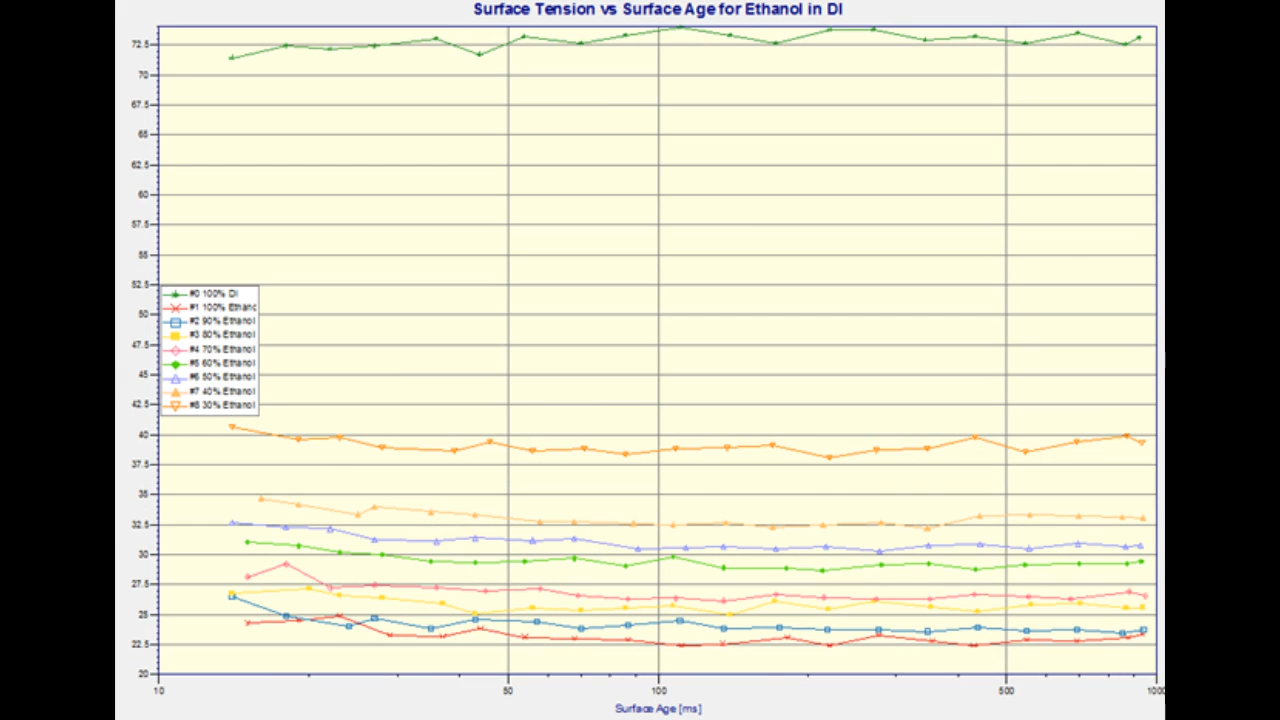 Surface Tension vs Surface Age for Ethanol in DI
72.5
70
67.5
65
62.5
60
57.5
55
52.5
50
47.5
45
42.5
40
37.5
35
32.5
30
27.5
25
22.5
20
#0 100% DI
#1 100% Ethanc
#2 90% Ethanol
#3 80% Ethanol
#4 70% Ethanol
#5 60% Ethanol
#6 50% Ethanol
#7 40% Ethanol
#8 30% Ethanol
10 50 100 500 1000
Surface Age [ms]